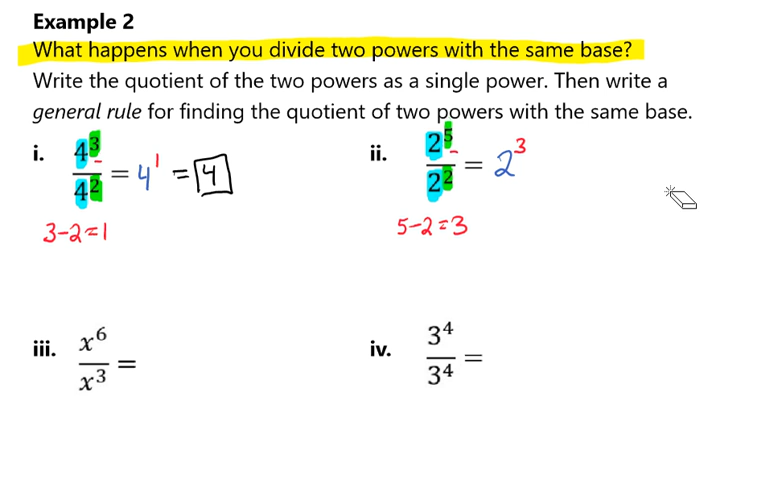 Example 2
What happens when you divide two powers with the same base?
Write the quotient of the two powers as a single power. Then write a
general rule for finding the quotient of two powers with the same base.
i. 4³/4² = 4¹ = 4
3-2=1
ii. 2⁵/2² = 2³
5-2=3
iii. x⁶/x³ =
iv. 3⁴/3⁴ =